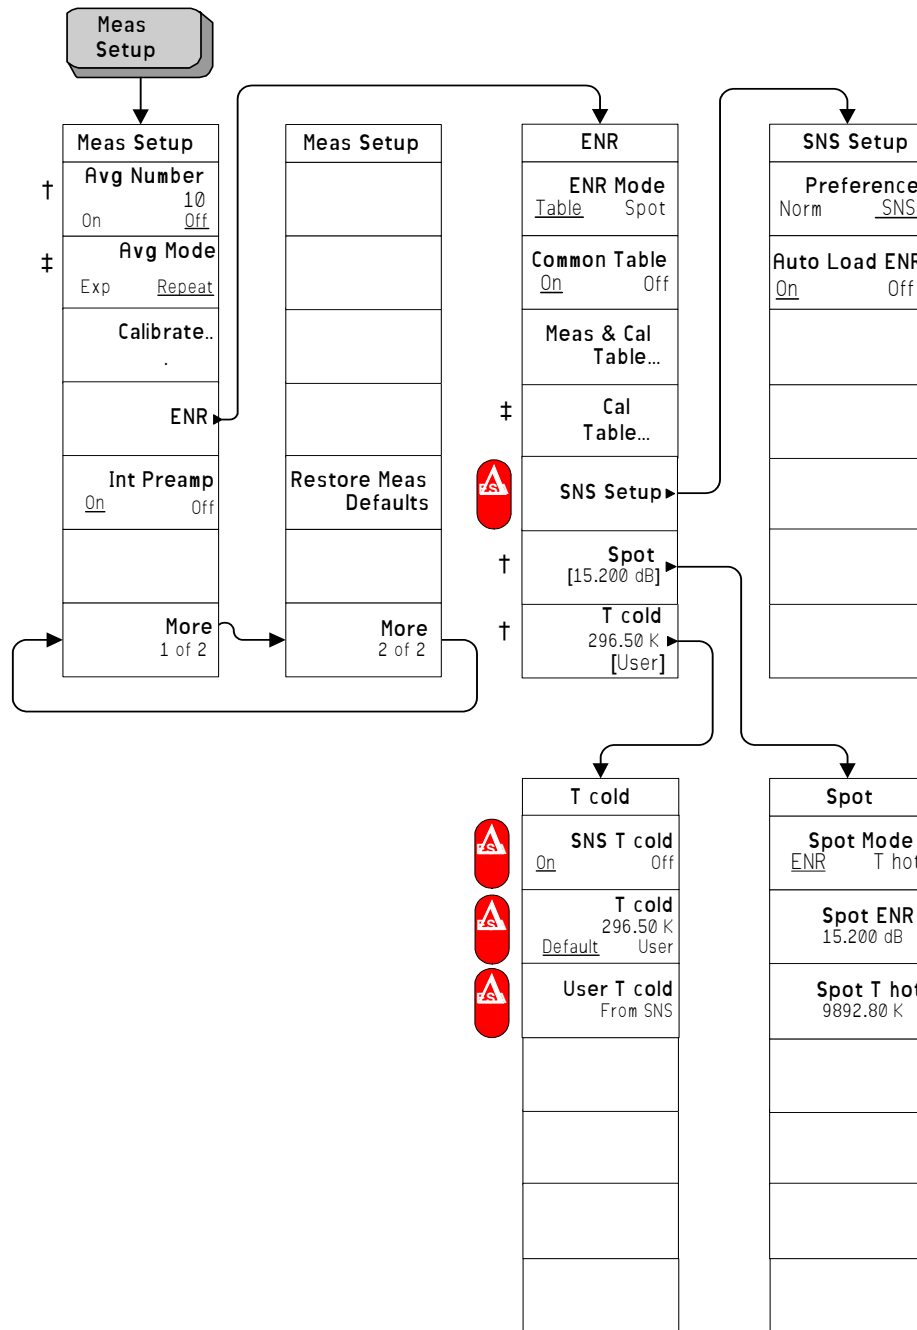 Meas
Setup
Meas Setup
† Avg Number
10
On Off
‡ Avg Mode
Exp Repeat
Calibrate..
.
ENR
Int Preamp
On Off
More
1 of 2
Meas Setup
Restore Meas
Defaults
More
2 of 2
ENR
ENR Mode
Table Spot
Common Table
On Off
Meas & Cal
Table...
‡ Cal
Table...
SNS Setup
† Spot
[15.200 dB]
† T cold
296.50 K
[User]
SNS Setup
Preference
Norm SNS
Auto Load ENR
On Off
T cold
SNS T cold
On Off
T cold
296.50 K
Default User
User T cold
From SNS
Spot
Spot Mode
ENR T hot
Spot ENR
15.200 dB
Spot T hot
9892.80 K